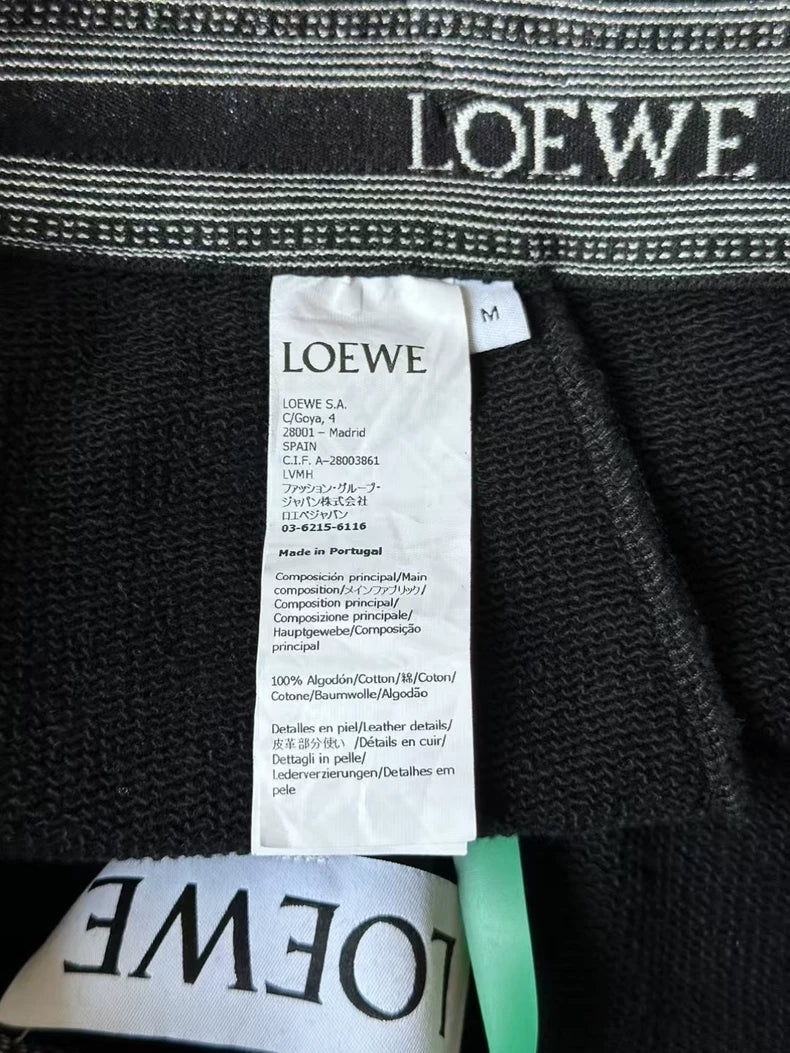 LOEWE
M
LOEWE
LOEWE S.A.
C/Goya, 4
28001 – Madrid
SPAIN
C.I.F. A-28003861
LVMH
ファッション・グループ・
ジャパン株式会社
ロエベジャパン
03-6215-6116
Made in Portugal
Composición principal/Main
composition/メインファブリック/
Composition principal/
Composizione principale/
Hauptgewebe/Composição
principal
100% Algodón/Cotton/綿/Coton/
Cotone/Baumwolle/Algodão
Detalles en piel/Leather details/
皮革部分使い /Détails en cuir/
Dettagli in pelle/
Lederverzierungen/Detalhes em
pele
LOEWE